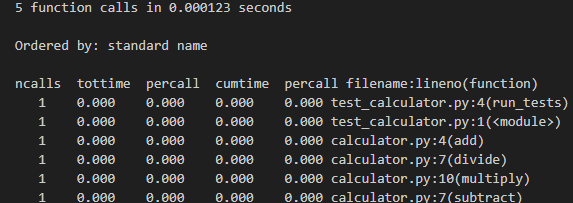 5 function calls in 0.000123 seconds
Ordered by: standard name
ncalls tottime percall cumtime percall filename:lineno(function)
1 0.000 0.000 0.000 0.000 test_calculator.py:4(run_tests)
1 0.000 0.000 0.000 0.000 test_calculator.py:1(<module>)
1 0.000 0.000 0.000 0.000 calculator.py:4(add)
1 0.000 0.000 0.000 0.000 calculator.py:7(divide)
1 0.000 0.000 0.000 0.000 calculator.py:10(multiply)
1 0.000 0.000 0.000 0.000 calculator.py:7(subtract)